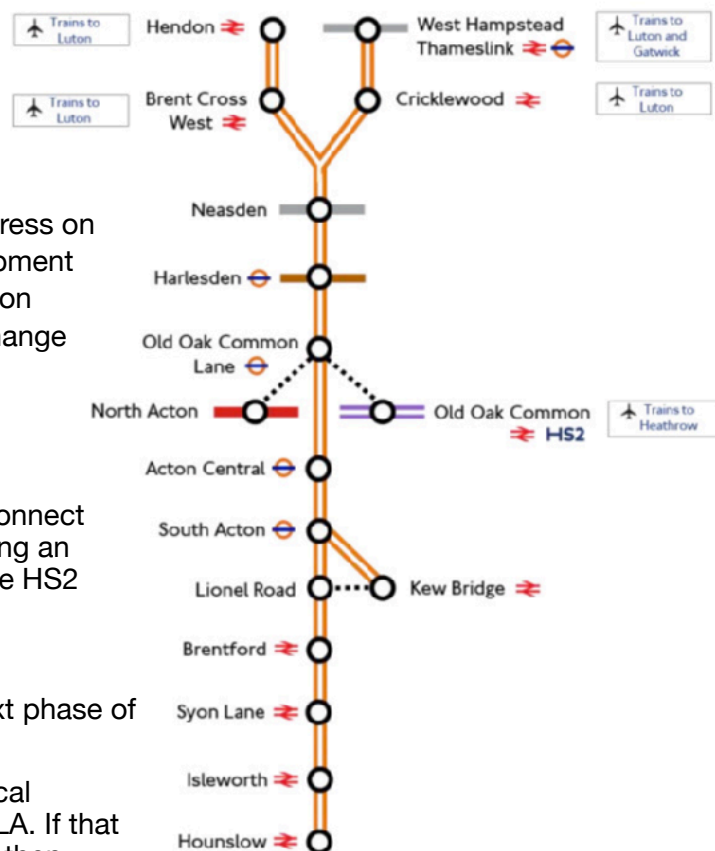 Trains to
Luton
Hendon
West Hampstead
Thameslink
Trains to
Luton and
Gatwick
Trains to
Luton
Brent Cross
West
Cricklewood
Trains to
Luton
ress on
Neasden
pment
on
Harlesden
hange
Old Oak Common
Lane
North Acton
Old Oak Common
HS2
Trains to
Heathrow
Acton Central
onnect
ng an
South Acton
e HS2
Lionel Road
Kew Bridge
Brentford
xt phase of
Syon Lane
cal
Isleworth
LA. If that
Hounslow